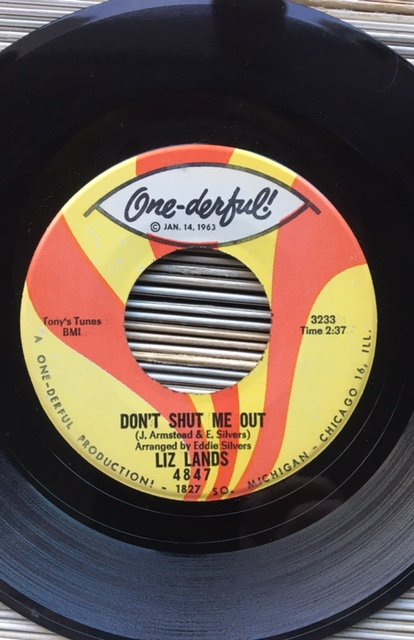 One-derful!
© JAN. 14, 1963
Tony's Tunes
BMI
3233
Time 2:37
DON'T SHUT ME OUT
(J. Armstead & E. Silvers)
Arranged by Eddie Silvers
LIZ LANDS
4847
A ONE-DERFUL PRODUCTION! - 1827 SO. MICHIGAN - CHICAGO 16, ILL.